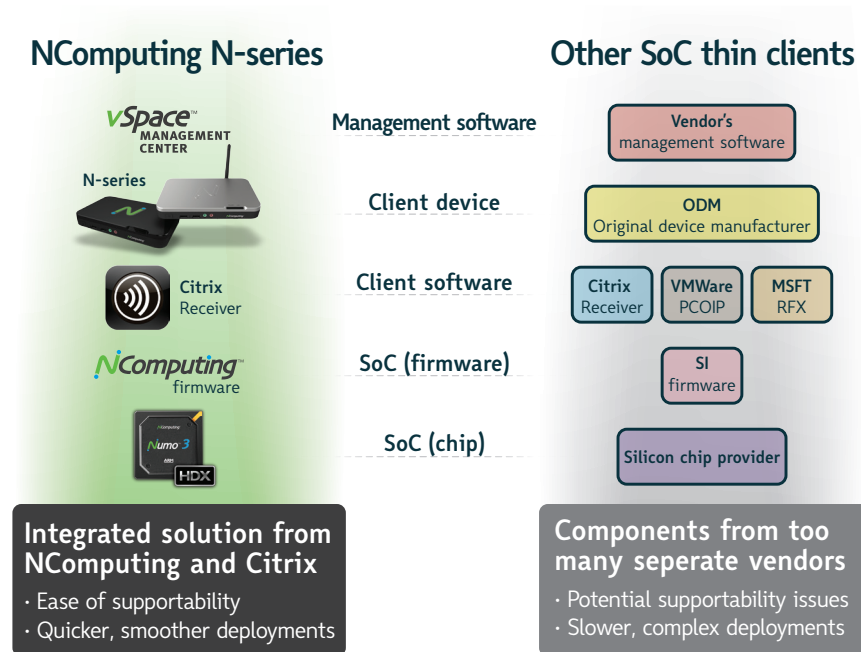 NComputing N-series
Other SoC thin clients
vSpace™
MANAGEMENT
CENTER
Management software
Vendor's
management software
N-series
Client device
ODM
Original device manufacturer
Citrix
Receiver
Client software
Citrix
Receiver
VMWare
PCOIP
MSFT
RFX
NComputing™
firmware
SoC (firmware)
SI
firmware
NComputing
Numo 3
HDX
SoC (chip)
Silicon chip provider
Integrated solution from
NComputing and Citrix
· Ease of supportability
· Quicker, smoother deployments
Components from too
many seperate vendors
· Potential supportability issues
· Slower, complex deployments